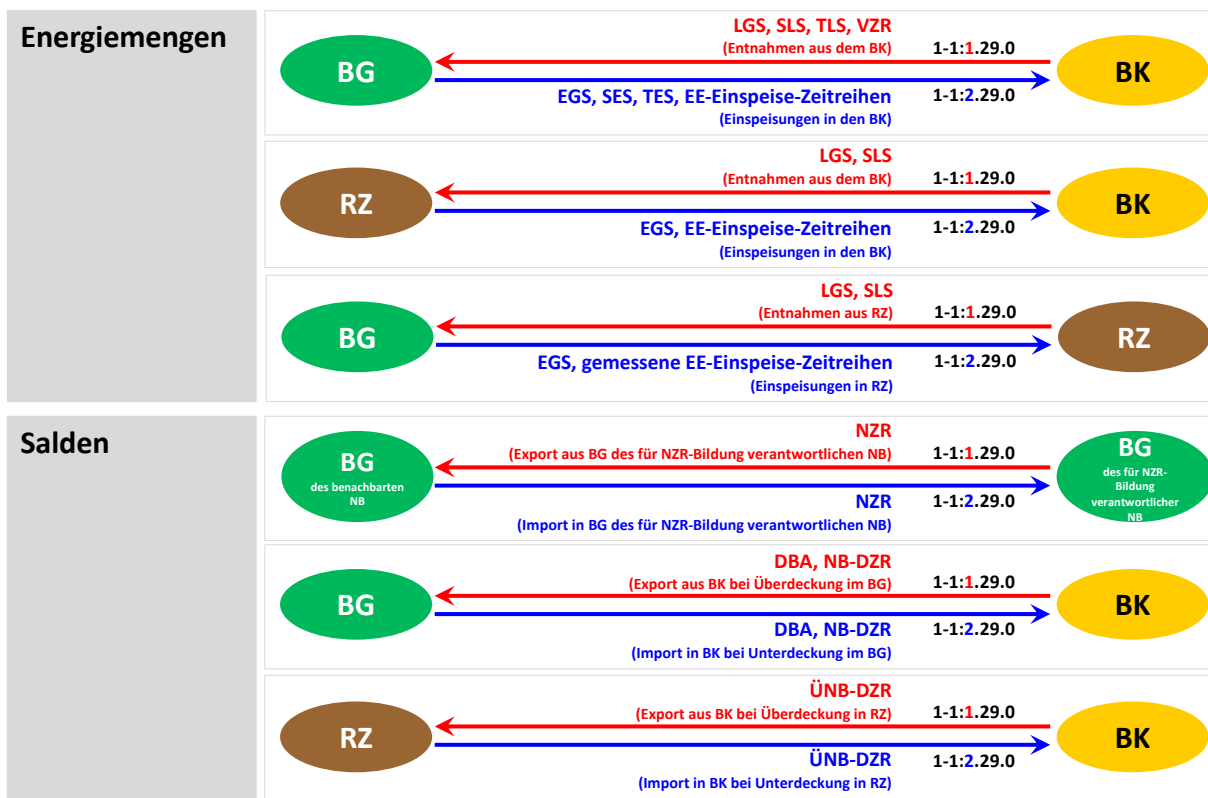 Energiemengen
LGS, SLS, TLS, VZR
(Entnahmen aus dem BK)
1-1:1.29.0
BG
BK
EGS, SES, TES, EE-Einspeise-Zeitreihen
1-1:2.29.0
(Einspeisungen in den BK)
LGS, SLS
(Entnahmen aus dem BK)
1-1:1.29.0
RZ
BK
EGS, EE-Einspeise-Zeitreihen
1-1:2.29.0
(Einspeisungen in den BK)
LGS, SLS
(Entnahmen aus RZ)
1-1:1.29.0
BG
RZ
EGS, gemessene EE-Einspeise-Zeitreihen
1-1:2.29.0
(Einspeisungen in RZ)
Salden
NZR
(Export aus BG des für NZR-Bildung verantwortlichen NB)
1-1:1.29.0
BG
des benachbarten
NB
BG
des für NZR-
Bildung
verantwortlicher
NB
NZR
1-1:2.29.0
(Import in BG des für NZR-Bildung verantwortlichen NB)
DBA, NB-DZR
(Export aus BK bei Überdeckung im BG)
1-1:1.29.0
BG
BK
DBA, NB-DZR
1-1:2.29.0
(Import in BK bei Unterdeckung im BG)
ÜNB-DZR
(Export aus BK bei Überdeckung in RZ)
1-1:1.29.0
RZ
BK
ÜNB-DZR
1-1:2.29.0
(Import in BK bei Unterdeckung in RZ)